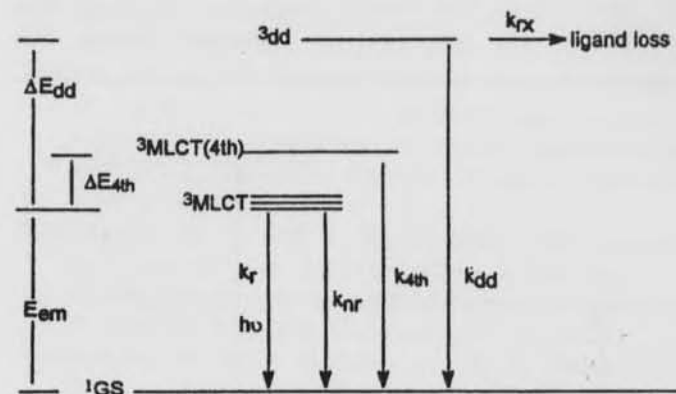 ³dd
k_rx
ligand loss
ΔE_dd
³MLCT(4th)
ΔE_4th
³MLCT
k_r
k_nr
k_4th
k_dd
E_em
hυ
¹GS